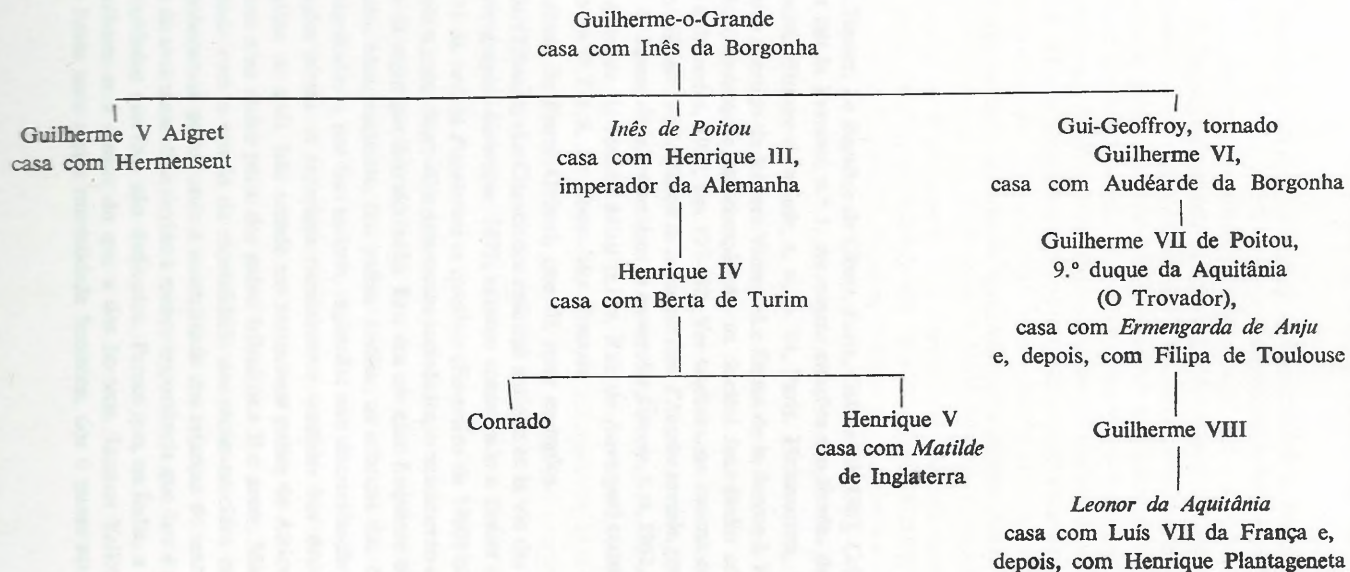 Guilherme-o-Grande
casa com Inês da Borgonha
Guilherme V Aigret
casa com Hermensent
Inês de Poitou
casa com Henrique III,
imperador da Alemanha
Henrique IV
casa com Berta de Turim
Conrado
Henrique V
casa com Matilde
de Inglaterra
Gui-Geoffroy, tornado
Guilherme VI,
casa com Audéarde da Borgonha
Guilherme VII de Poitou,
9.º duque da Aquitânia
(O Trovador),
casa com Ermengarda de Anju
e, depois, com Filipa de Toulouse
Guilherme VIII
Leonor da Aquitânia
casa com Luís VII da França e,
depois, com Henrique Plantageneta